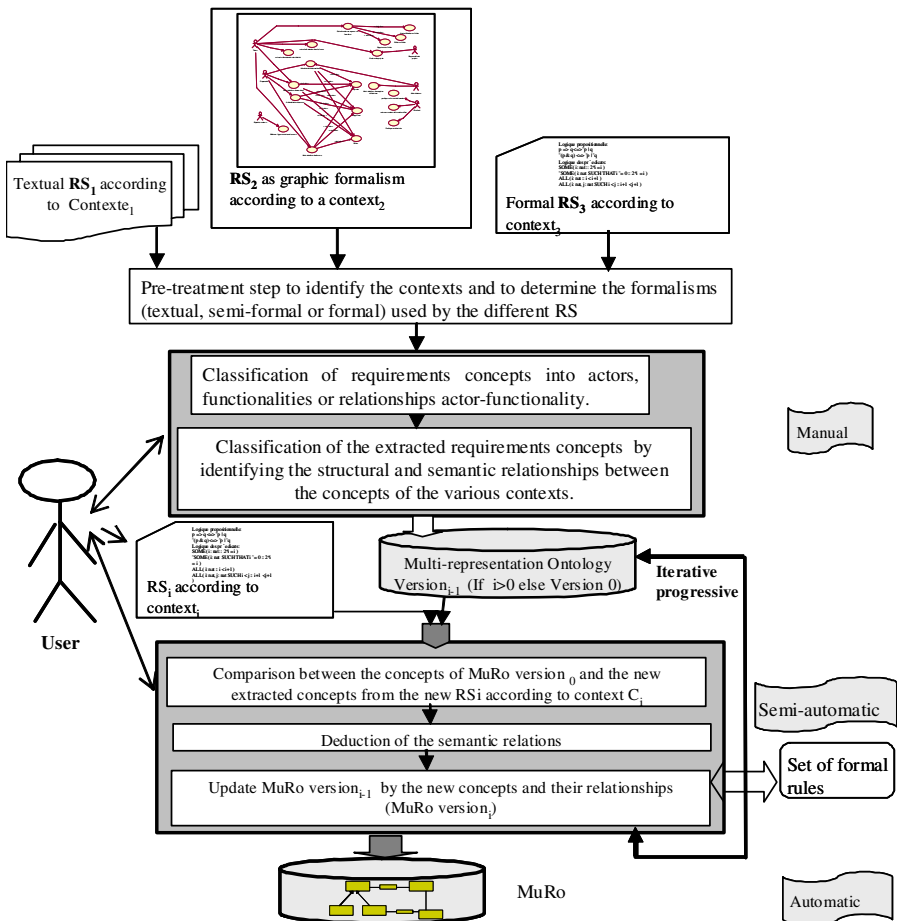 Textual RS1 according
to Contexte1
RS2 as graphic formalism
according to a context2
Logique propositionnelle:
Formal RS3 according to
context3
Pre-treatment step to identify the contexts and to determine the formalisms
(textual, semi-formal or formal) used by the different RS
Classification of requirements concepts into actors,
functionalities or relationships actor-functionality.
Classification of the extracted requirements concepts by
identifying the structural and semantic relationships between
the concepts of the various contexts.
Manual
Logique propositionnelle:
RSi according to
contexti
User
Multi-representation Ontology
Versioni-1 (If i>0 else Version 0)
Iterative
progressive
Comparison between the concepts of MuRo version 0 and the new
extracted concepts from the new RSi according to context Ci
Deduction of the semantic relations
Update MuRo versioni-1 by the new concepts and their relationships
(MuRo versioni)
Semi-automatic
Set of formal
rules
MuRo
Automatic